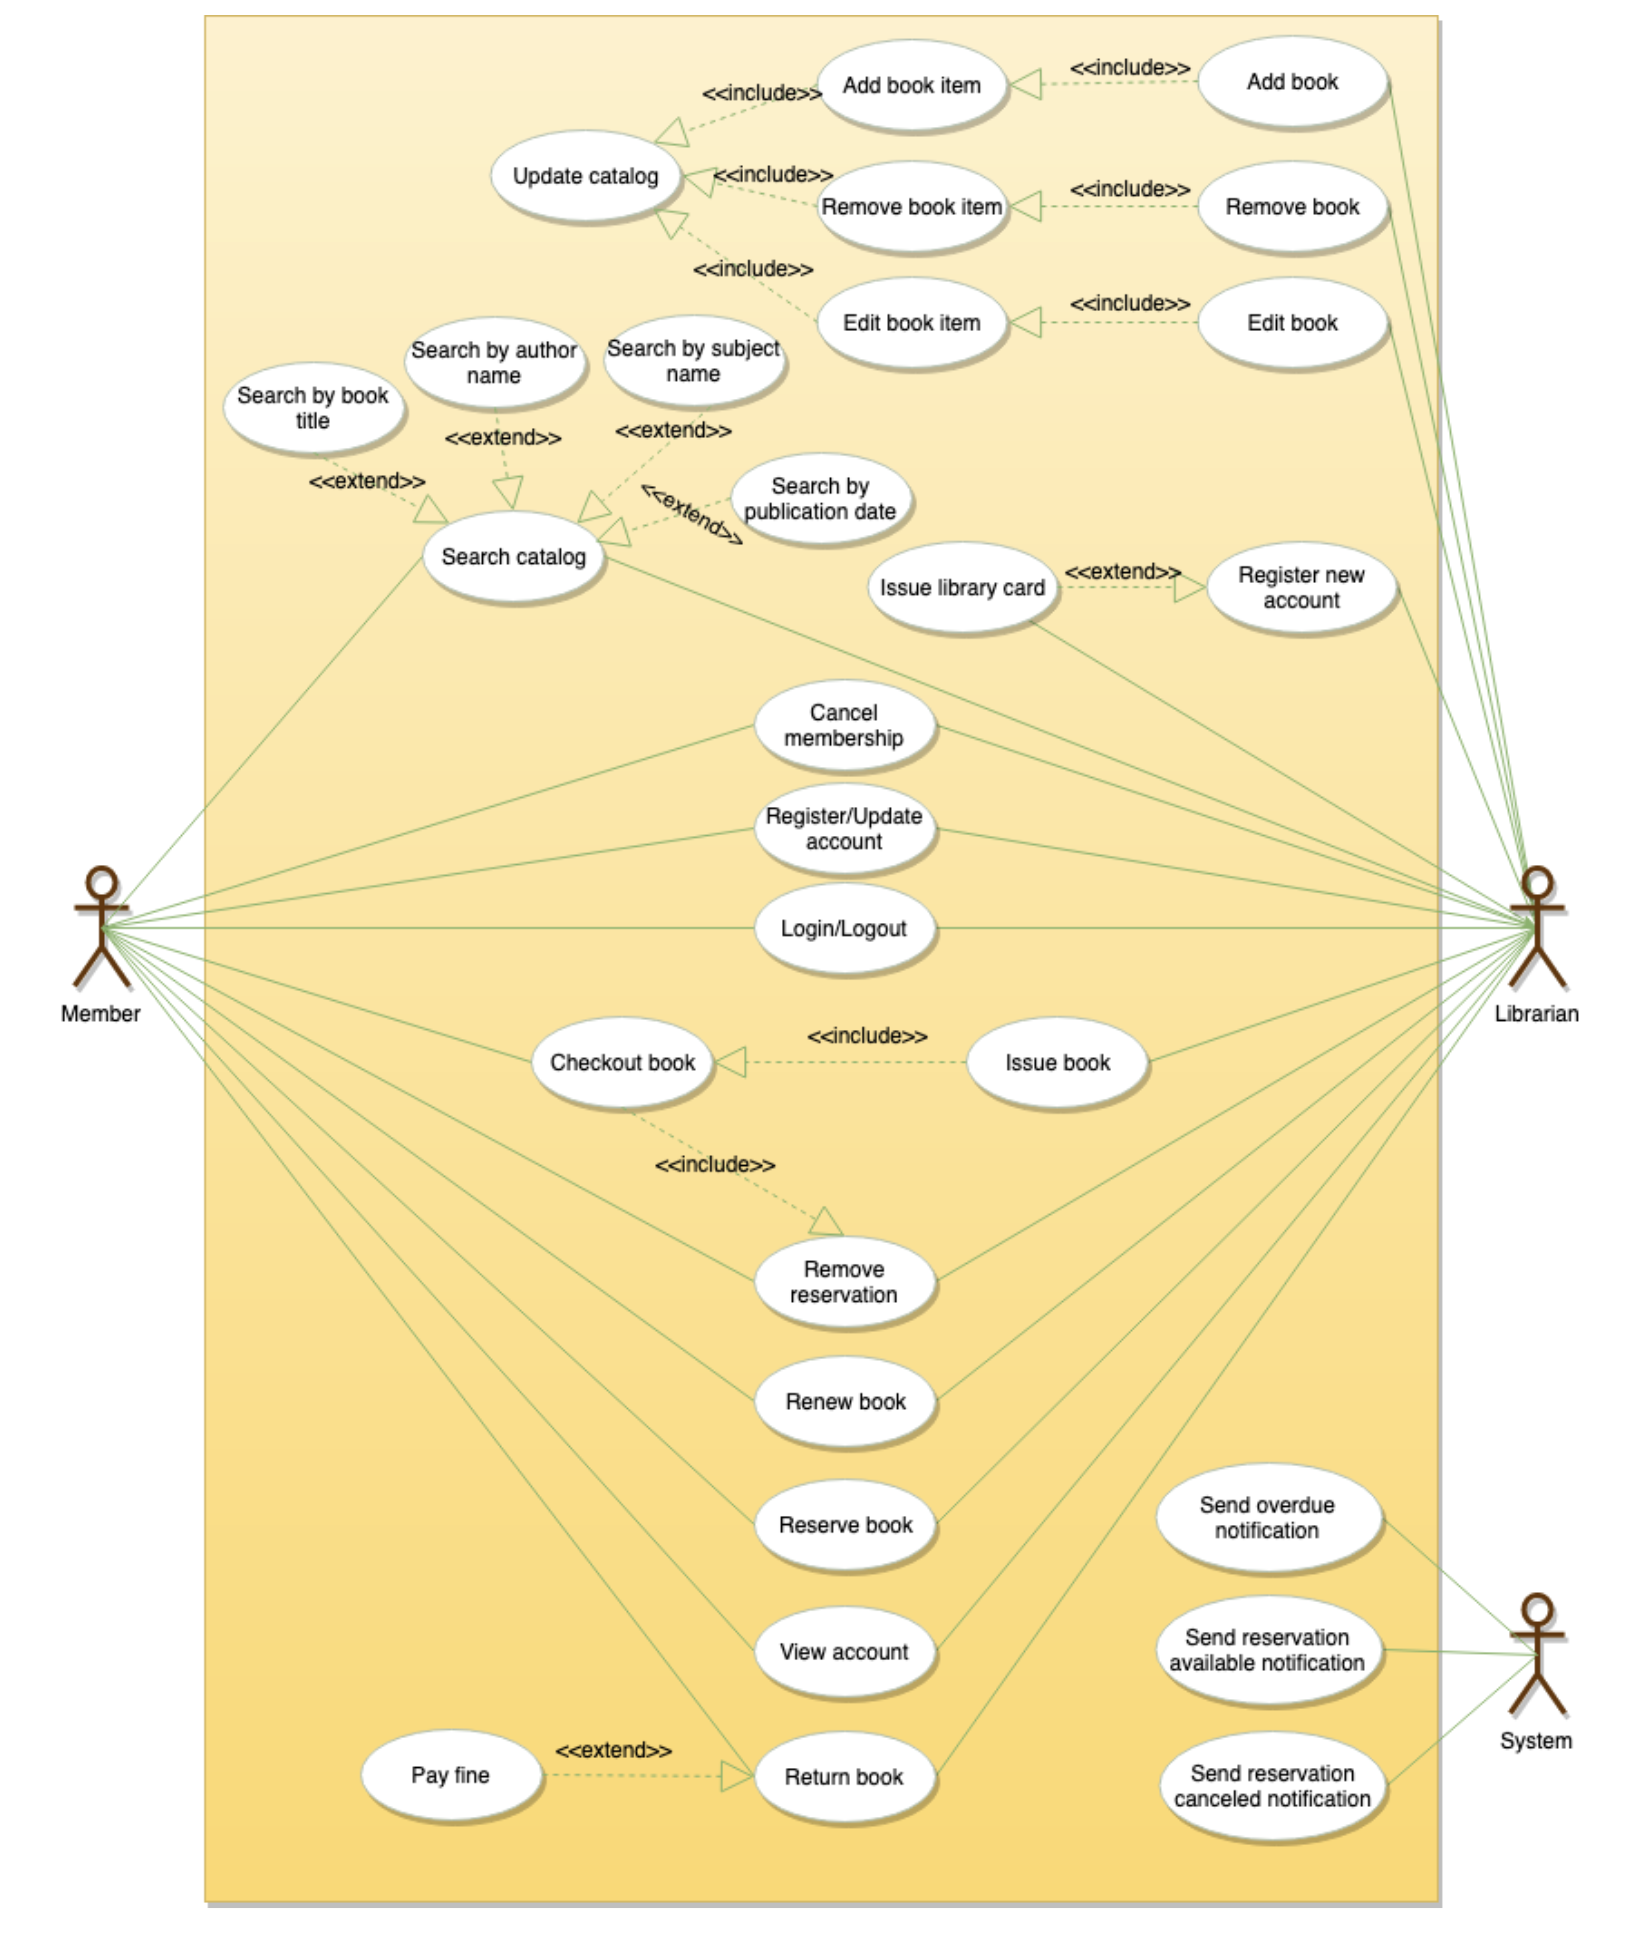 <<include>>
Add book item
<<include>>
Add book
Update catalog
<<include>>
Remove book item
<<include>>
Remove book
<<include>>
Edit book item
<<include>>
Edit book
Search by book
title
Search by author
name
Search by subject
name
<<extend>>
<<extend>>
<<extend>>
<<extend>>
Search by
publication date
Search catalog
Issue library card
<<extend>>
Register new
account
Cancel
membership
Register/Update
account
Login/Logout
Member
Librarian
Checkout book
<<include>>
Issue book
<<include>>
Remove
reservation
Renew book
Reserve book
Send overdue
notification
View account
Send reservation
available notification
System
Pay fine
<<extend>>
Return book
Send reservation
canceled notification